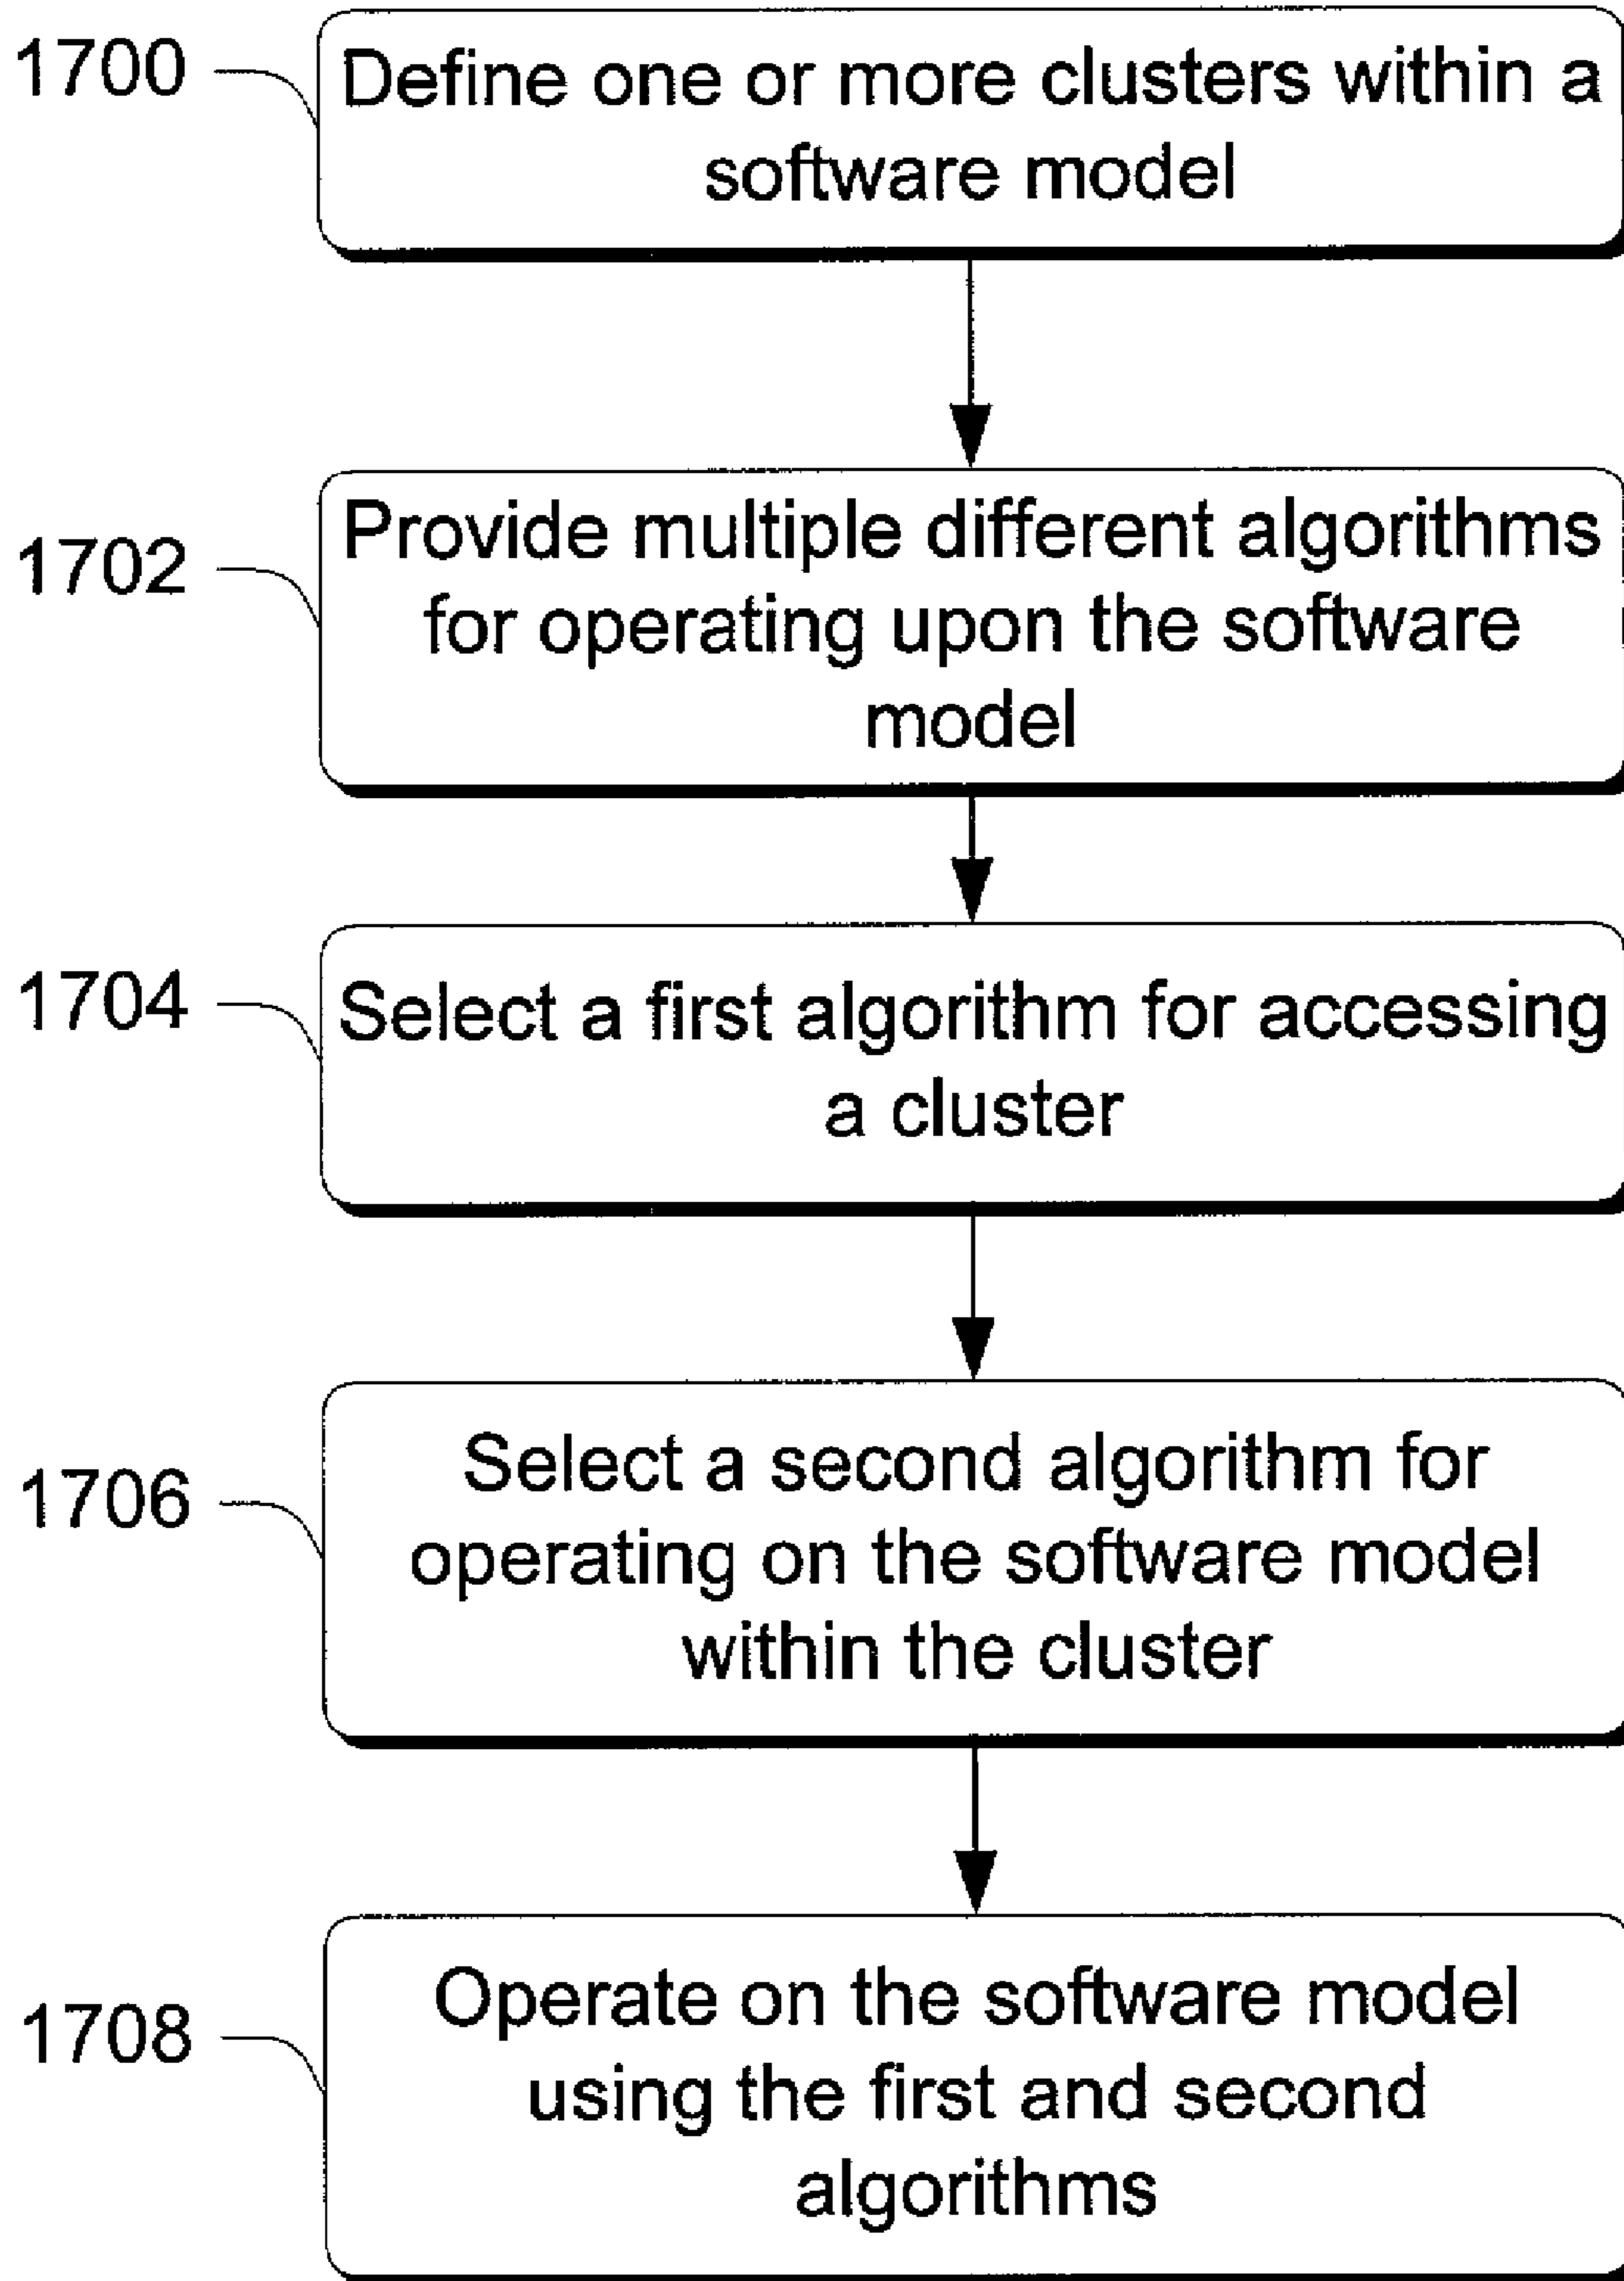 1700
Define one or more clusters within a
software model
1702
Provide multiple different algorithms
for operating upon the software
model
1704
Select a first algorithm for accessing
a cluster
1706
Select a second algorithm for
operating on the software model
within the cluster
1708
Operate on the software model
using the first and second
algorithms